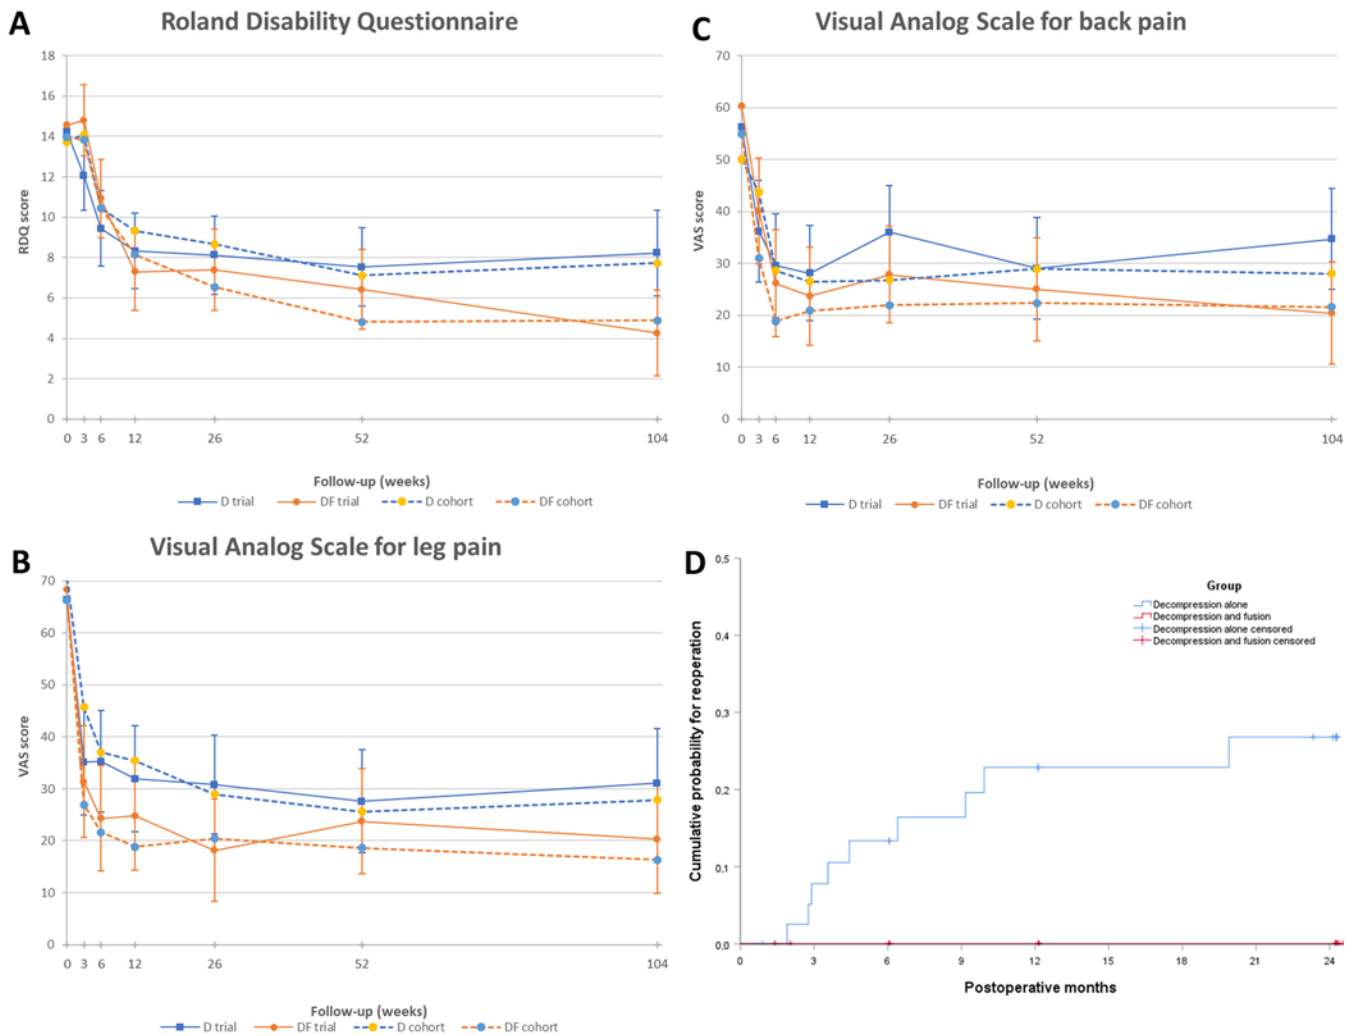 A
Roland Disability Questionnaire
RDQ score
20
18
16
14
12
10
8
6
4
2
0
0 3 6 12 26 52 104
Follow-up (weeks)
D trial DF trial D cohort DF cohort
B
Visual Analog Scale for leg pain
VAS score
70
60
50
40
30
20
10
0
0 3 6 12 26 52 104
Follow-up (weeks)
D trial DF trial D cohort DF cohort
C
Visual Analog Scale for back pain
VAS score
70
60
50
40
30
20
10
0
0 3 6 12 26 52 104
Follow-up (weeks)
D trial DF trial D cohort DF cohort
D
Cumulative probability for reoperation
0,5
0,4
0,3
0,2
0,1
0,0
Group
Decompression alone
Decompression and fusion
Decompression alone censored
Decompression and fusion censored
0 3 6 9 12 15 18 21 24
Postoperative months